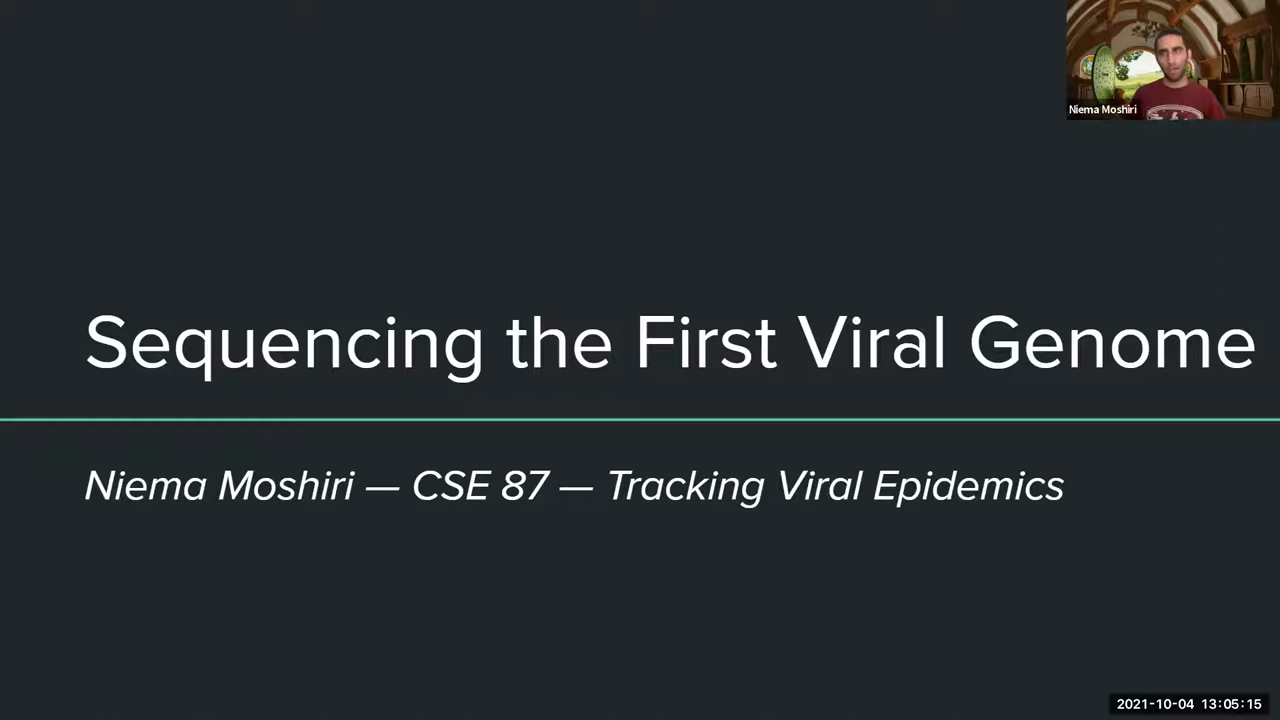 Niema Moshiri
Sequencing the First Viral Genome
Niema Moshiri — CSE 87 — Tracking Viral Epidemics
2021-10-04 13:05:15